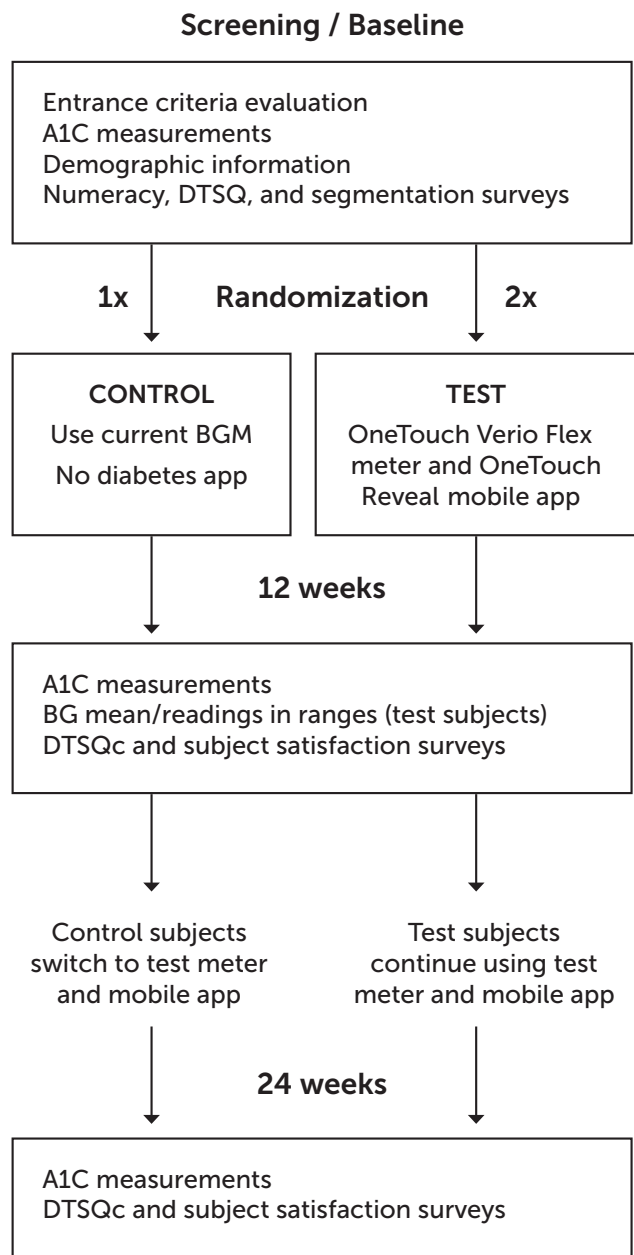 Screening / Baseline
Entrance criteria evaluation
A1C measurements
Demographic information
Numeracy, DTSQ, and segmentation surveys
1x
Randomization
2x
CONTROL
Use current BGM
No diabetes app
TEST
OneTouch Verio Flex
meter and OneTouch
Reveal mobile app
12 weeks
A1C measurements
BG mean/readings in ranges (test subjects)
DTSQc and subject satisfaction surveys
Control subjects
switch to test meter
and mobile app
Test subjects
continue using test
meter and mobile app
24 weeks
A1C measurements
DTSQc and subject satisfaction surveys